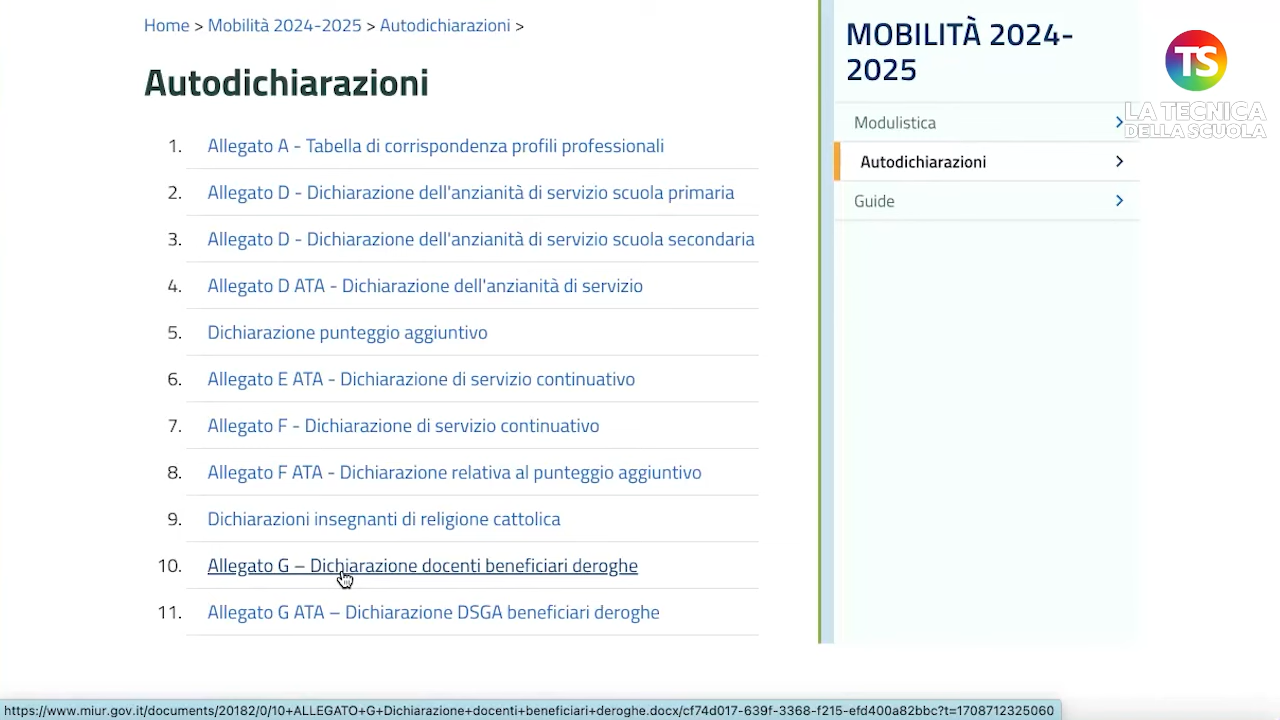 Home > Mobilità 2024-2025 > Autodichiarazioni >
Autodichiarazioni
1. Allegato A - Tabella di corrispondenza profili professionali
2. Allegato D - Dichiarazione dell'anzianità di servizio scuola primaria
3. Allegato D - Dichiarazione dell'anzianità di servizio scuola secondaria
4. Allegato D ATA - Dichiarazione dell'anzianità di servizio
5. Dichiarazione punteggio aggiuntivo
6. Allegato E ATA - Dichiarazione di servizio continuativo
7. Allegato F - Dichiarazione di servizio continuativo
8. Allegato F ATA - Dichiarazione relativa al punteggio aggiuntivo
9. Dichiarazioni insegnanti di religione cattolica
10. Allegato G – Dichiarazione docenti beneficiari deroghe
11. Allegato G ATA – Dichiarazione DSGA beneficiari deroghe
MOBILITÀ 2024-
2025
Modulistica
Autodichiarazioni
Guide
TS
LA TECNICA
DELLA SCUOLA
https://www.miur.gov.it/documents/20182/0/10+ALLEGATO+G+Dichiarazione+docenti+beneficiari+deroghe.docx/cf74d017-639f-3368-f215-efd400a82bbc?t=1708712325060